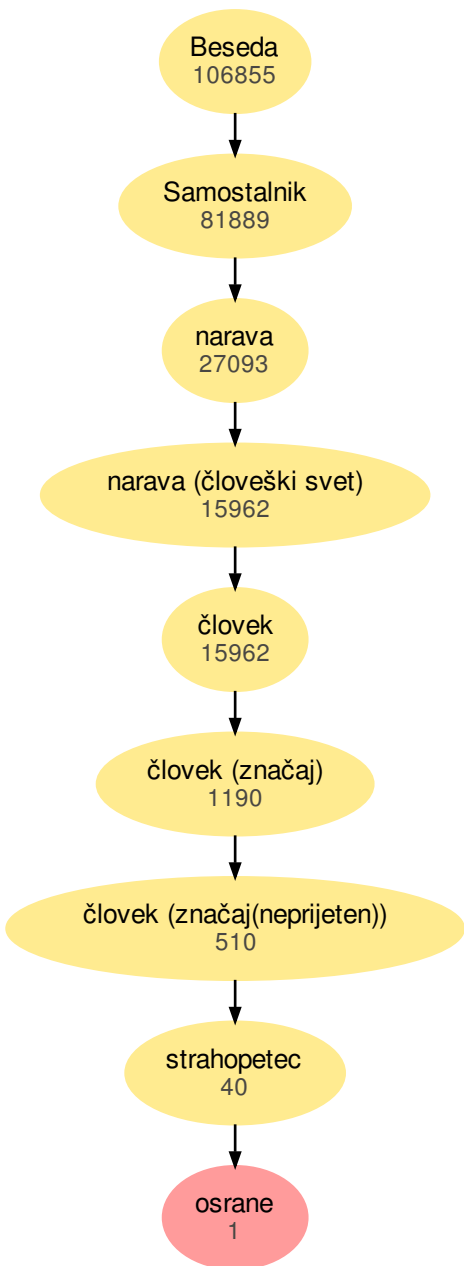 Beseda
106855
Samostalnik
81889
narava
27093
narava (človeški svet)
15962
človek
15962
človek (značaj)
1190
človek (značaj(neprijeten))
510
strahopetec
40
osrane
1